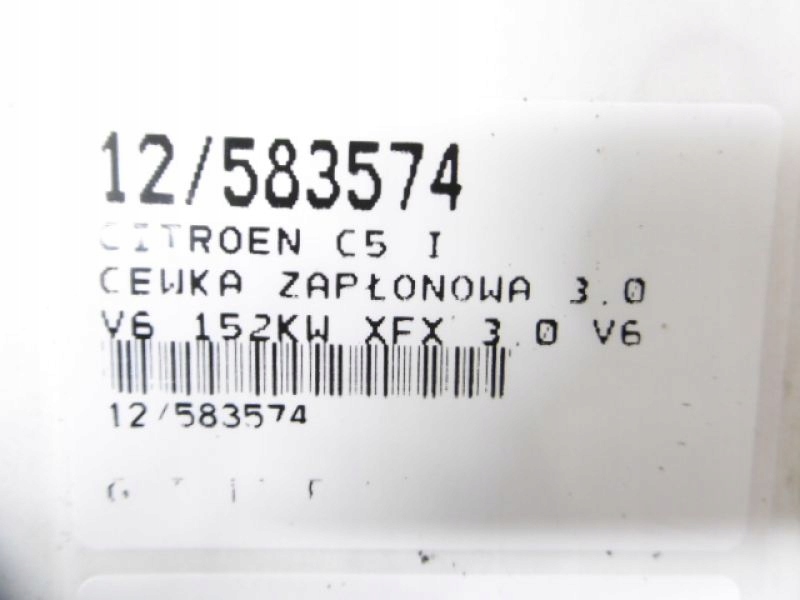 12/583574
CITROEN C5 I
CEWKA ZAPŁONOWA 3.0
V6 152KW XFX 3.0 V6
12/583574